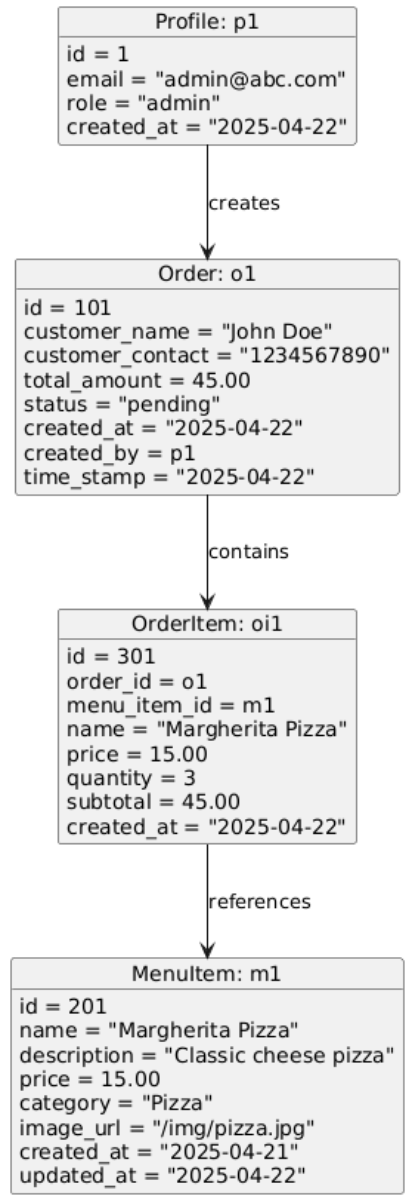 Profile: p1
id = 1
email = "admin@abc.com"
role = "admin"
created_at = "2025-04-22"
creates
Order: o1
id = 101
customer_name = "John Doe"
customer_contact = "1234567890"
total_amount = 45.00
status = "pending"
created_at = "2025-04-22"
created_by = p1
time_stamp = "2025-04-22"
contains
OrderItem: oi1
id = 301
order_id = o1
menu_item_id = m1
name = "Margherita Pizza"
price = 15.00
quantity = 3
subtotal = 45.00
created_at = "2025-04-22"
references
MenuItem: m1
id = 201
name = "Margherita Pizza"
description = "Classic cheese pizza"
price = 15.00
category = "Pizza"
image_url = "/img/pizza.jpg"
created_at = "2025-04-21"
updated_at = "2025-04-22"